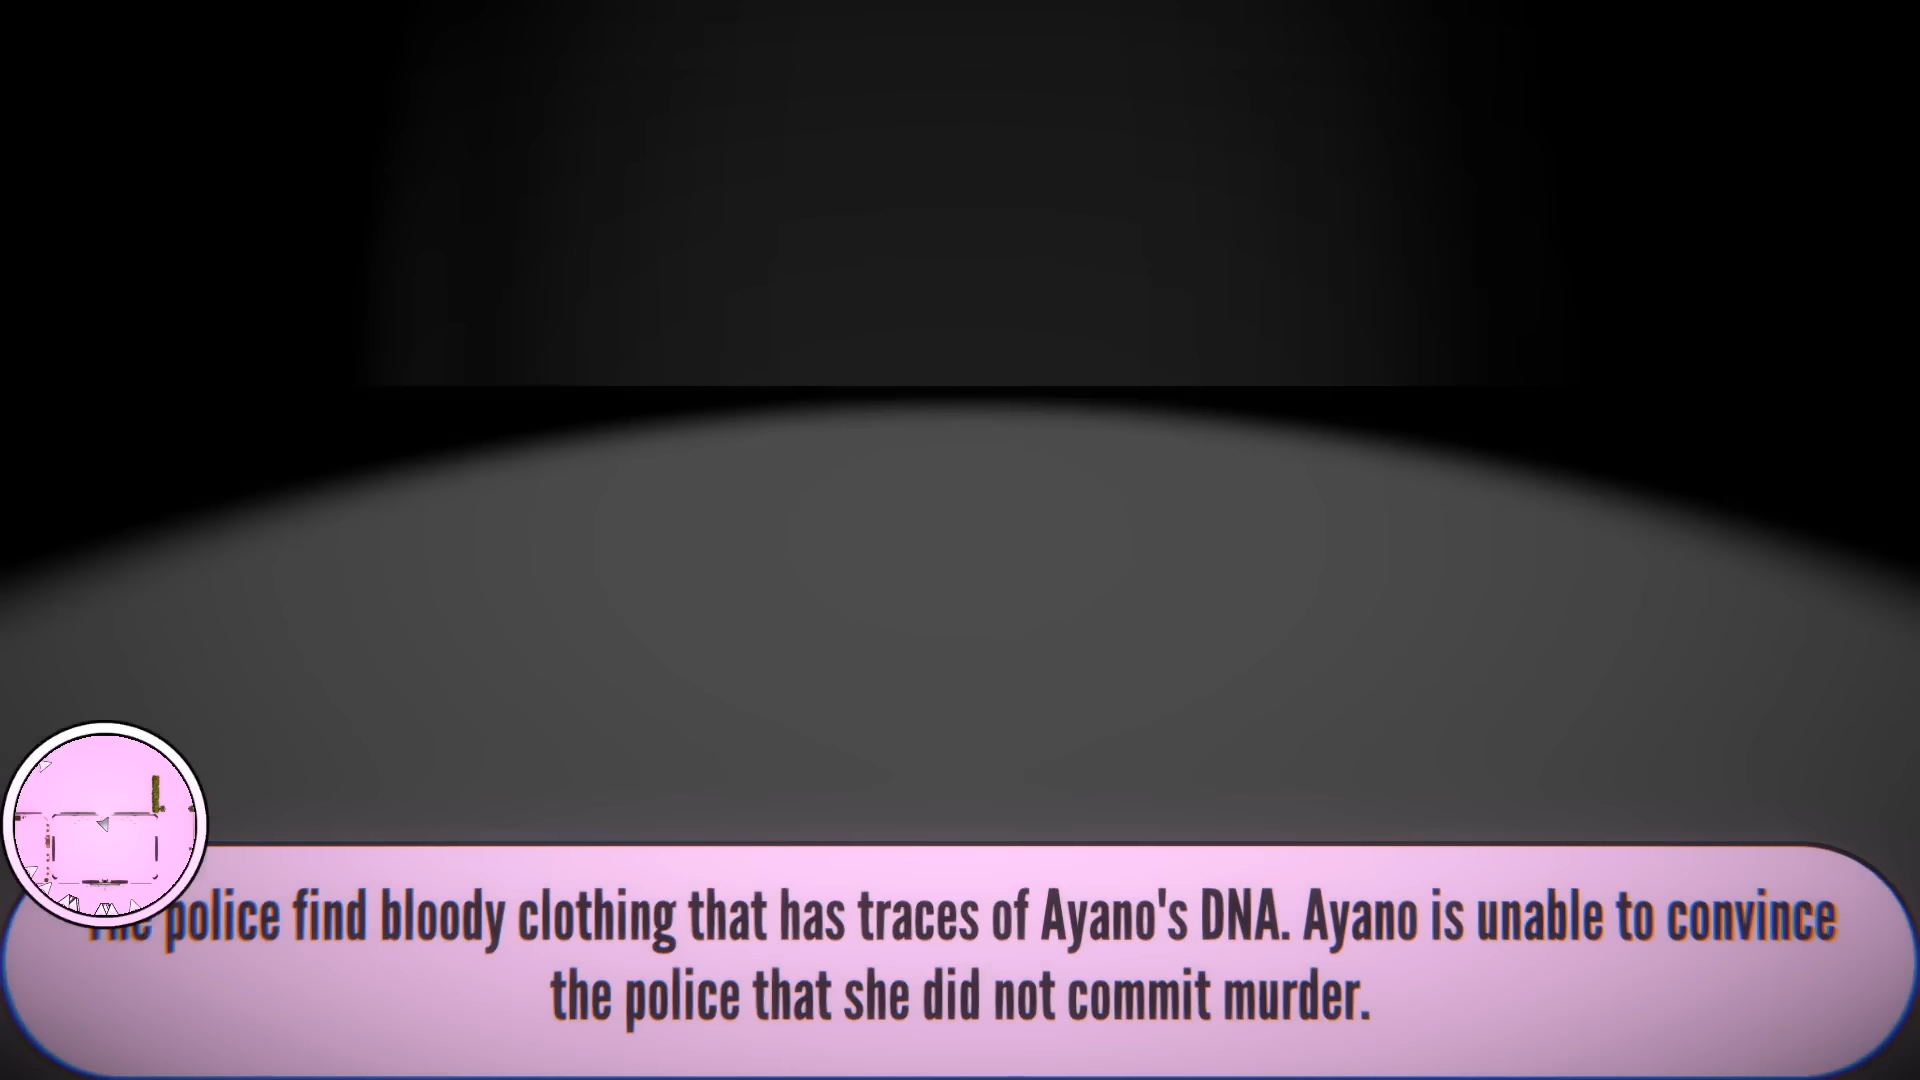 The police find bloody clothing that has traces of Ayano's DNA. Ayano is unable to convince
the police that she did not commit murder.